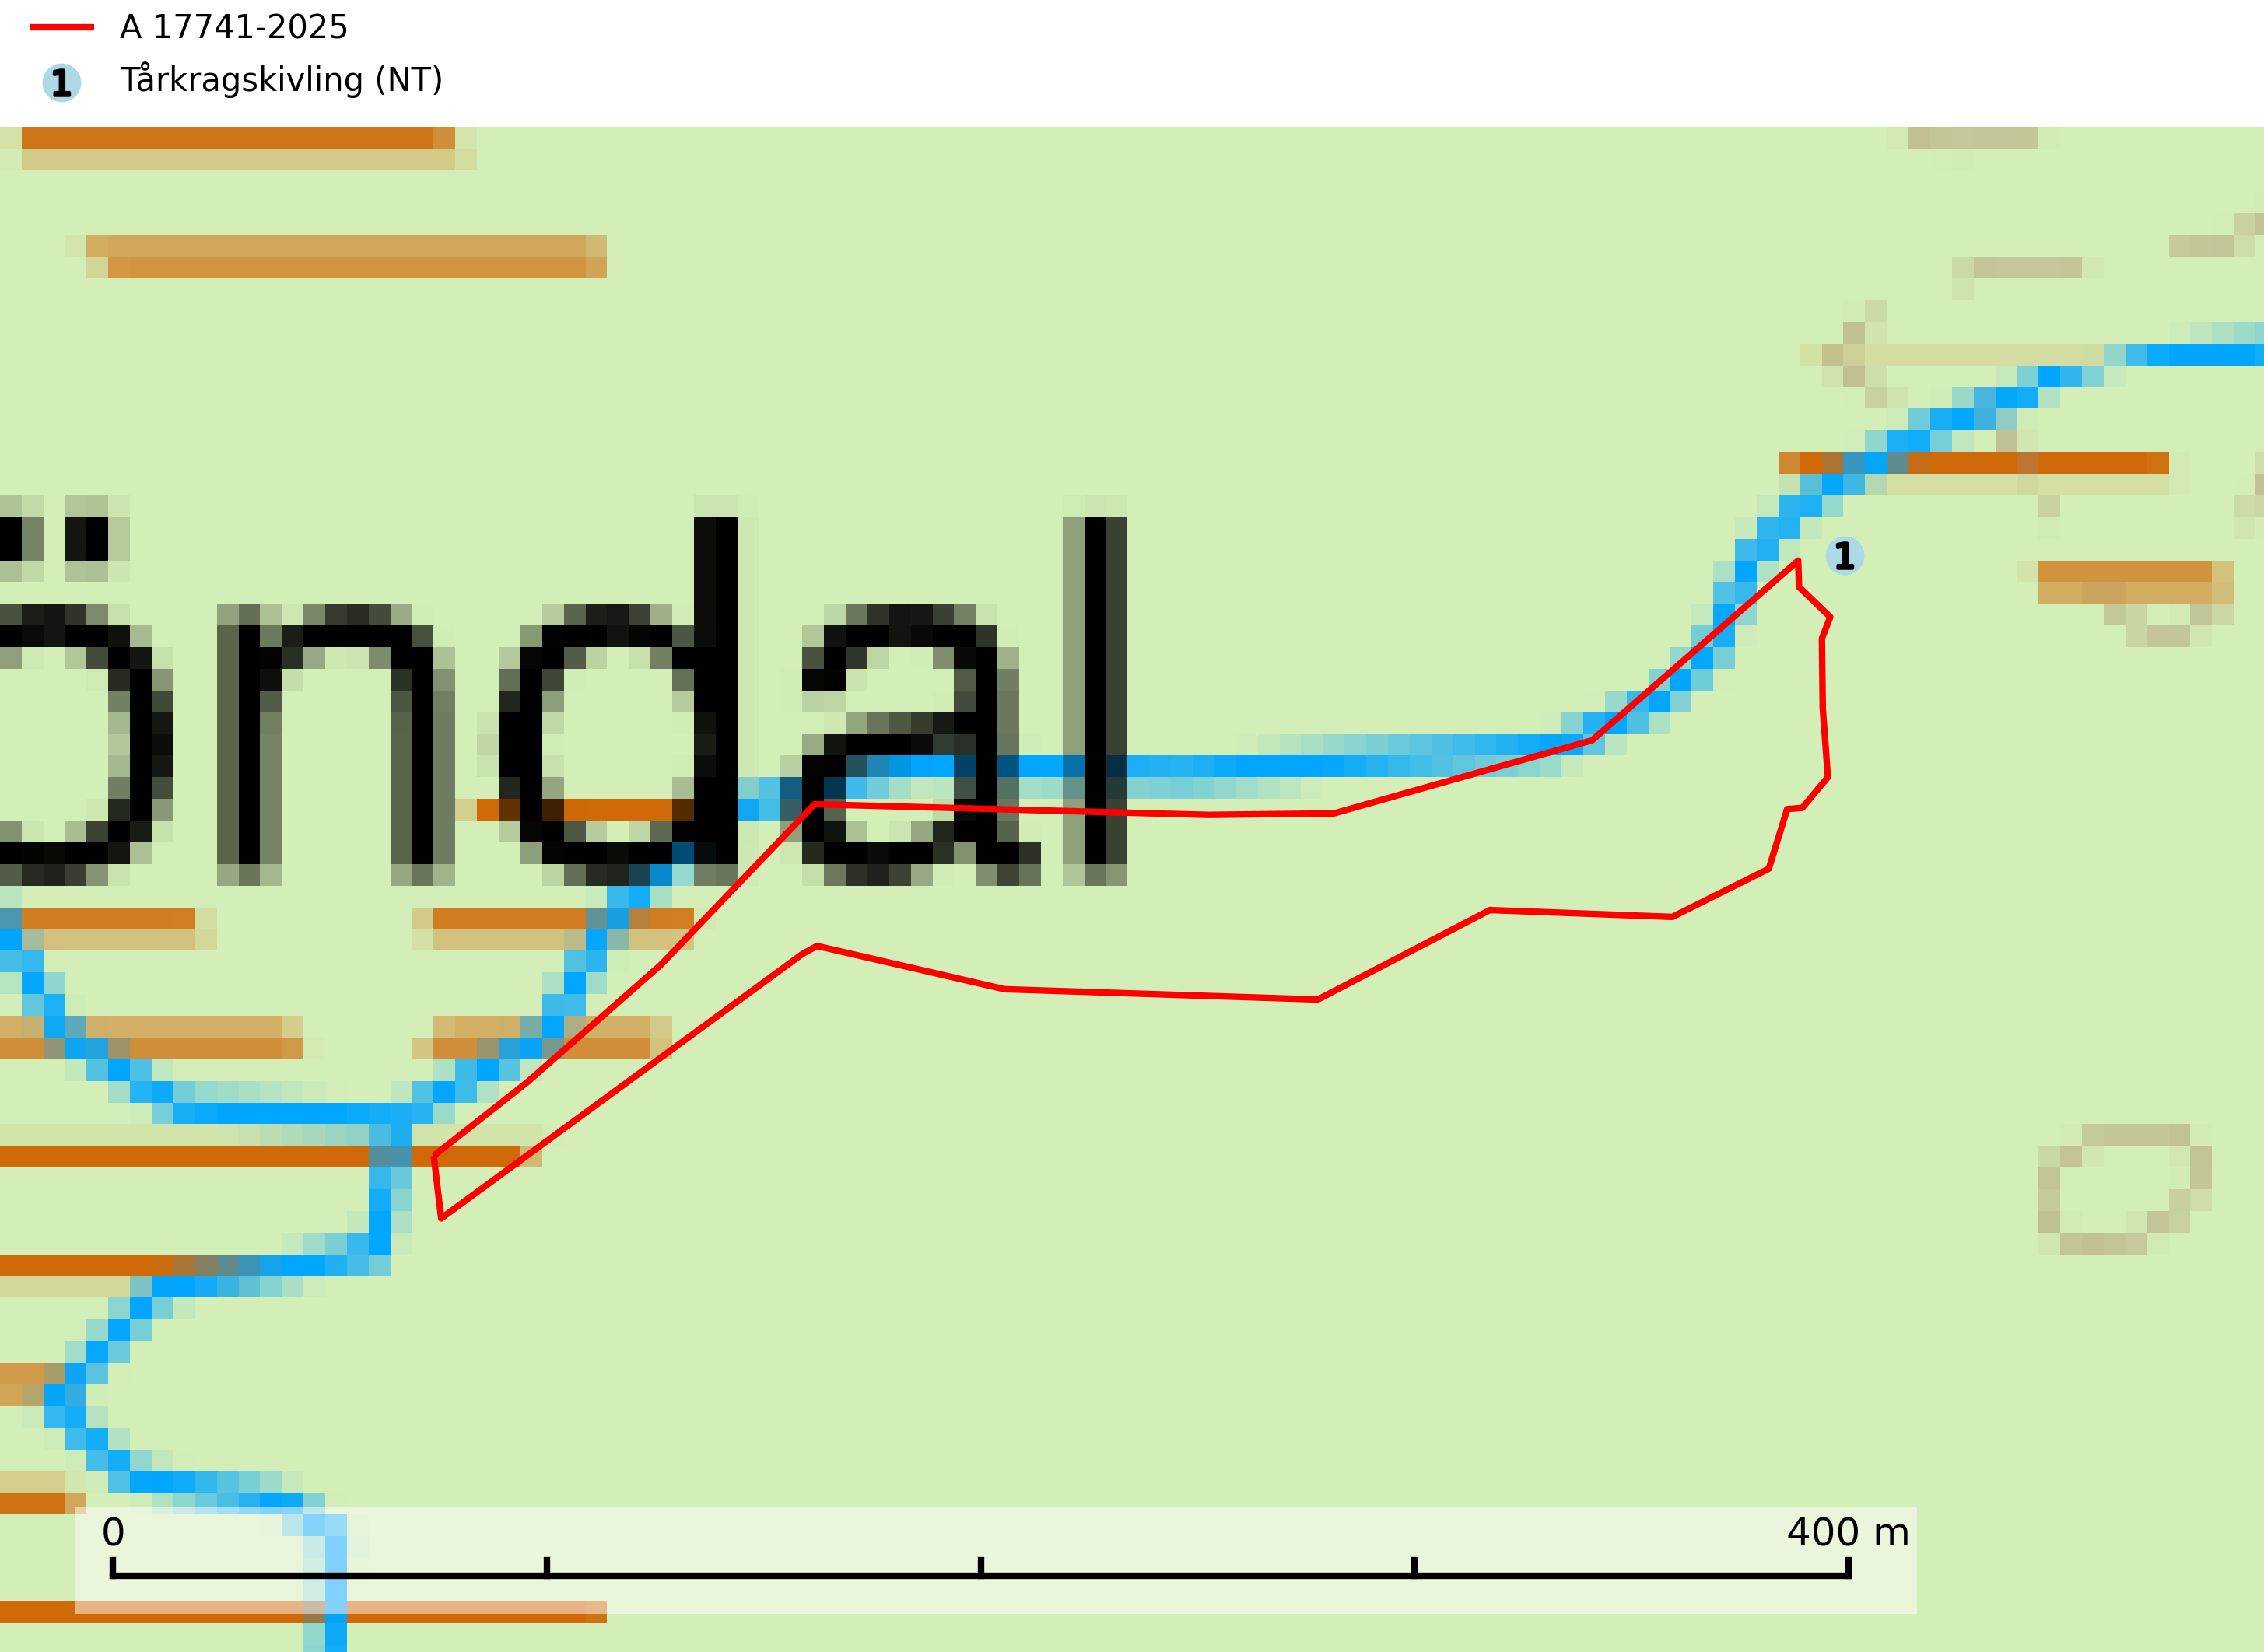 A 17741-2025
1 Tårkragskivling (NT)
öndal
1
0 400 m